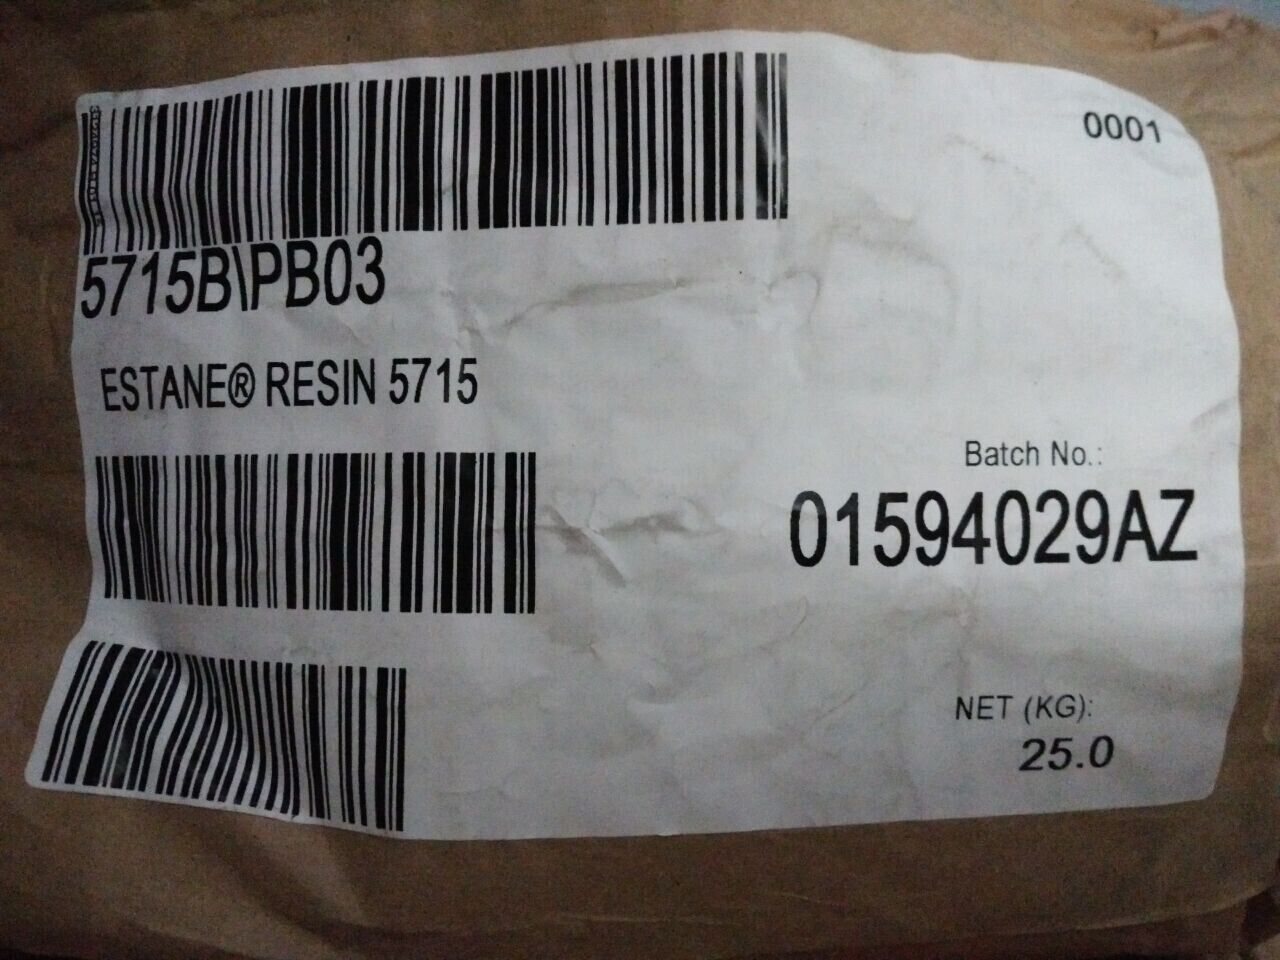 0001
5715B\PB03
ESTANE® RESIN 5715
Batch No.:
01594029AZ
NET (KG):
25.0